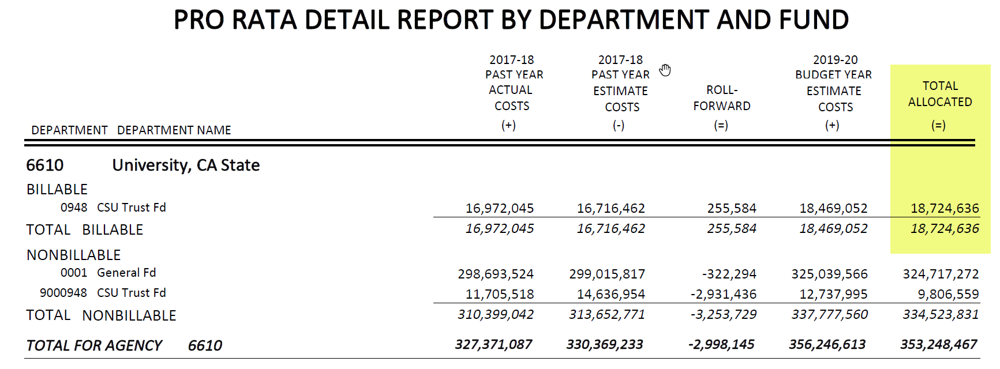 PRO RATA DETAIL REPORT BY DEPARTMENT AND FUND
2017-18 2017-18 2019-20
PAST YEAR PAST YEAR BUDGET YEAR
ACTUAL ESTIMATE ROLL- ESTIMATE TOTAL
COSTS COSTS FORWARD COSTS ALLOCATED
DEPARTMENT DEPARTMENT NAME (+) (-) (=) (+) (=)
6610 University, CA State
BILLABLE
0948 CSU Trust Fd 16,972,045 16,716,462 255,584 18,469,052 18,724,636
TOTAL BILLABLE 16,972,045 16,716,462 255,584 18,469,052 18,724,636
NONBILLABLE
0001 General Fd 298,693,524 299,015,817 -322,294 325,039,566 324,717,272
9000948 CSU Trust Fd 11,705,518 14,636,954 -2,931,436 12,737,995 9,806,559
TOTAL NONBILLABLE 310,399,042 313,652,771 -3,253,729 337,777,560 334,523,831
TOTAL FOR AGENCY 6610 327,371,087 330,369,233 -2,998,145 356,246,613 353,248,467